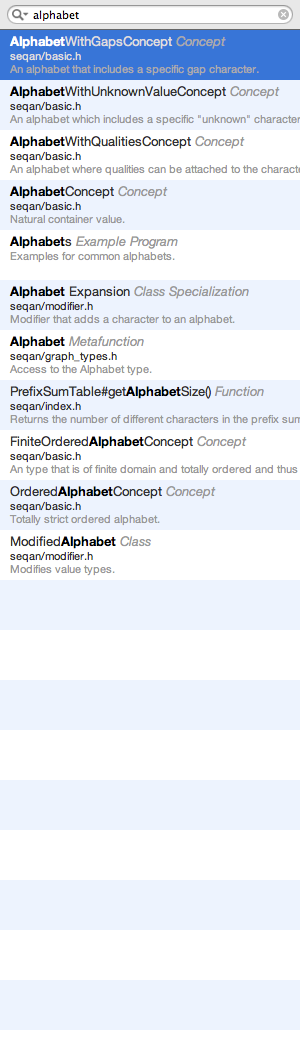 alphabet
AlphabetWithGapsConcept Concept
seqan/basic.h
An alphabet that includes a specific gap character.
AlphabetWithUnknownValueConcept Concept
seqan/basic.h
An alphabet which includes a specific "unknown" character
AlphabetWithQualitiesConcept Concept
seqan/basic.h
An alphabet where qualities can be attached to the characte
AlphabetConcept Concept
seqan/basic.h
Natural container value.
Alphabets Example Program
Examples for common alphabets.
Alphabet Expansion Class Specialization
seqan/modifier.h
Modifier that adds a character to an alphabet.
Alphabet Metafunction
seqan/graph_types.h
Access to the Alphabet type.
PrefixSumTable#getAlphabetSize() Function
seqan/index.h
Returns the number of different characters in the prefix sum
FiniteOrderedAlphabetConcept Concept
seqan/basic.h
An type that is of finite domain and totally ordered and thus
OrderedAlphabetConcept Concept
seqan/basic.h
Totally strict ordered alphabet.
ModifiedAlphabet Class
seqan/modifier.h
Modifies value types.